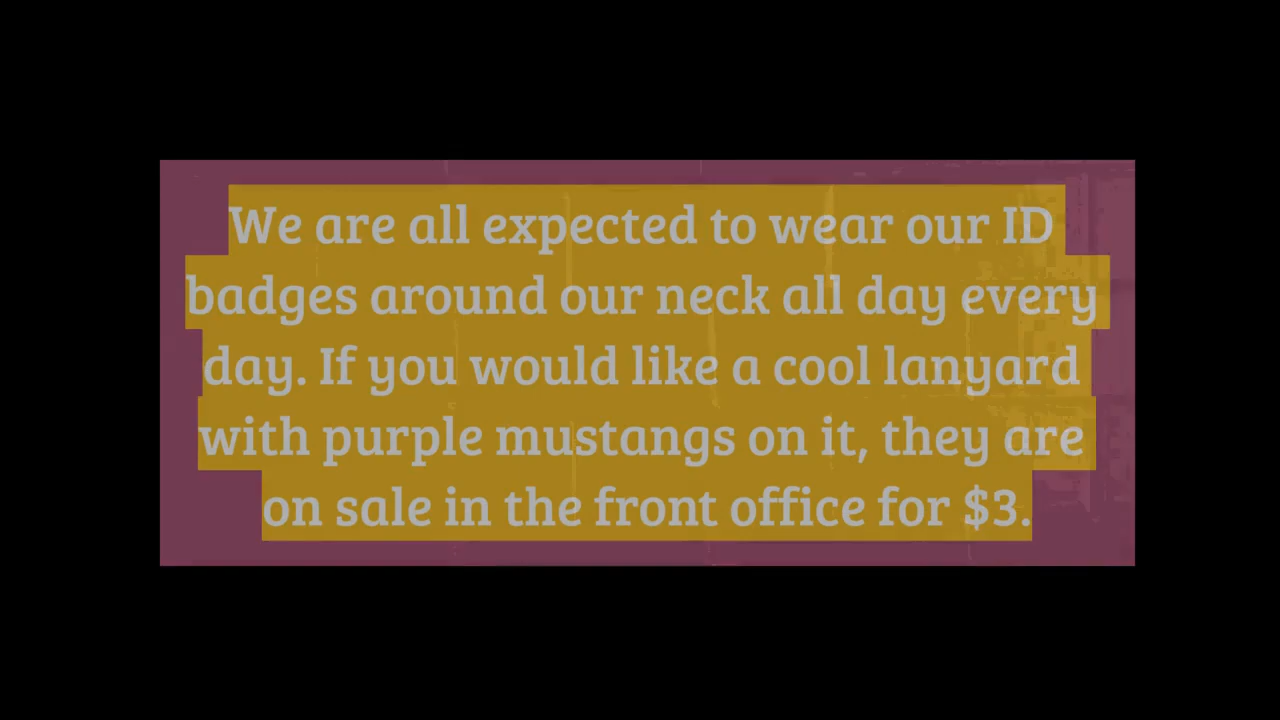 We are all expected to wear our ID
badges around our neck all day every
day. If you would like a cool lanyard
with purple mustangs on it, they are
on sale in the front office for $3.